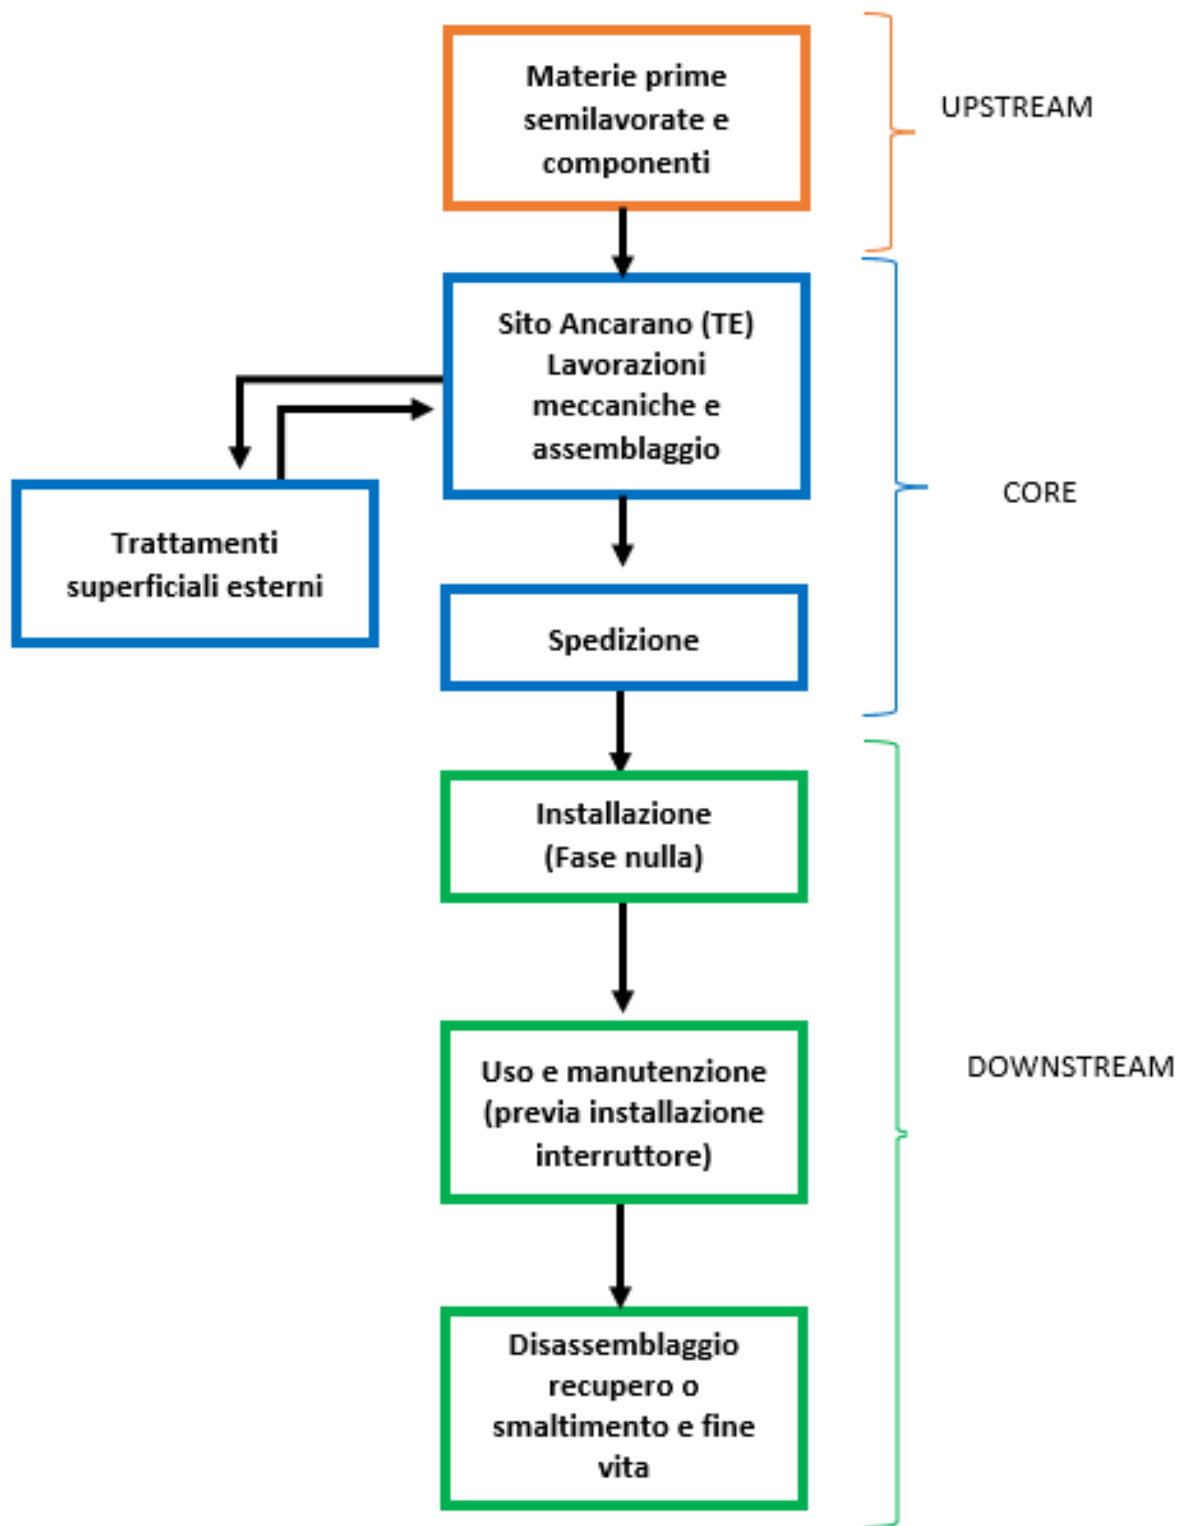 Materie prime
semilavorate e
componenti
UPSTREAM
Sito Ancarano (TE)
Lavorazioni
meccaniche e
assemblaggio
CORE
Trattamenti
superficiali esterni
Spedizione
Installazione
(Fase nulla)
Uso e manutenzione
(previa installazione
interruttore)
DOWNSTREAM
Disassemblaggio
recupero o
smaltimento e fine
vita